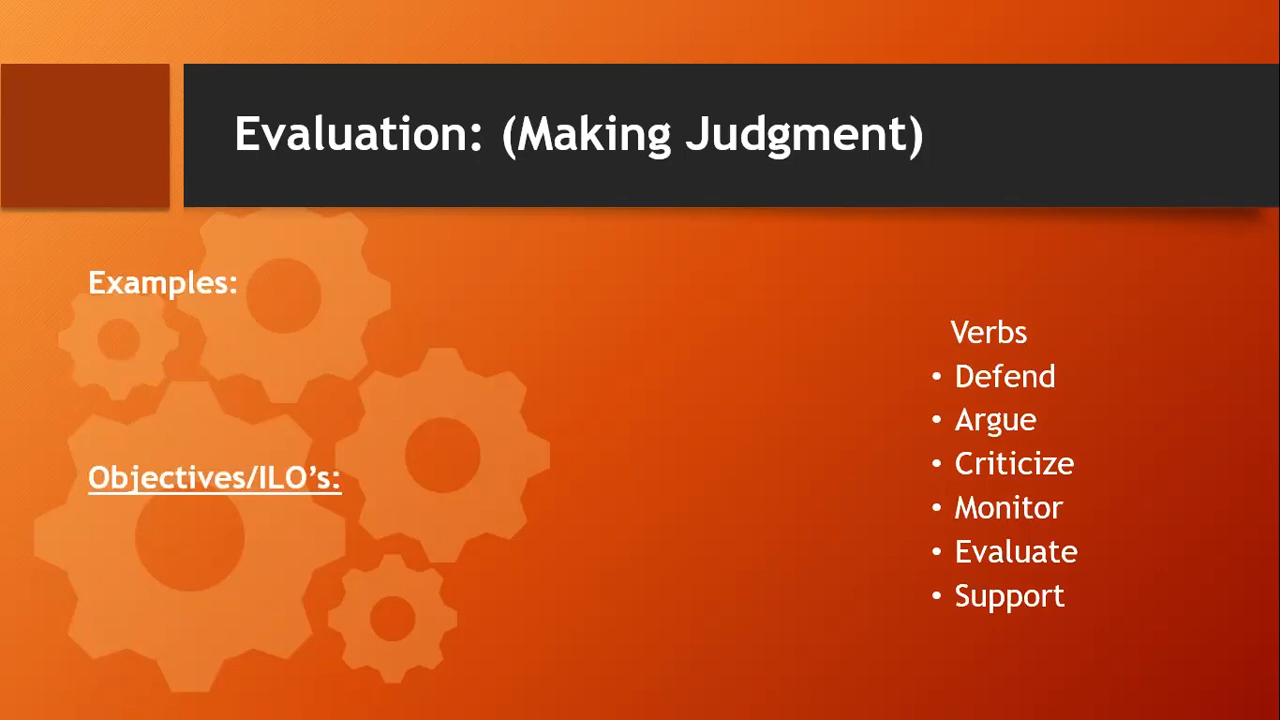 Evaluation: (Making Judgment)
Examples:
Objectives/ILO’s:
Verbs
• Defend
• Argue
• Criticize
• Monitor
• Evaluate
• Support